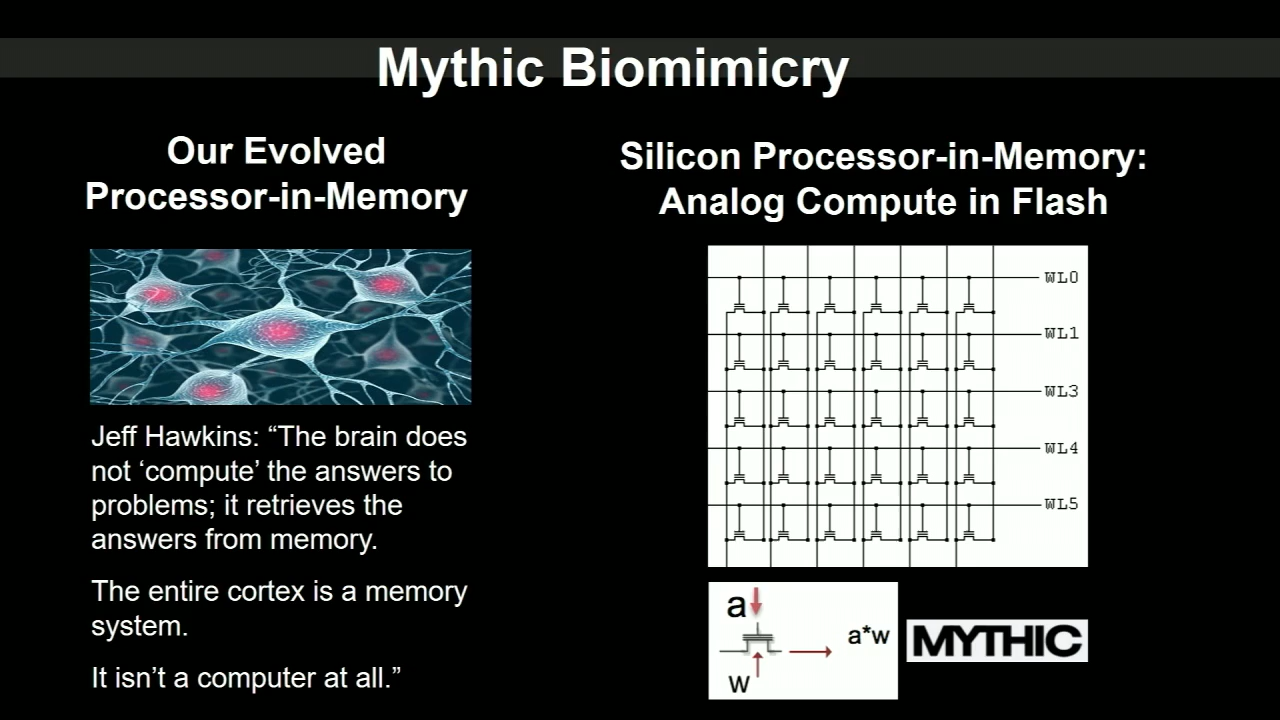 Mythic Biomimicry
Our Evolved
Processor-in-Memory
Jeff Hawkins: “The brain does
not ‘compute’ the answers to
problems; it retrieves the
answers from memory.
The entire cortex is a memory
system.
It isn’t a computer at all.”
Silicon Processor-in-Memory:
Analog Compute in Flash
WL0
WL1
WL3
WL4
WL5
a
a*w
w
MYTHIC